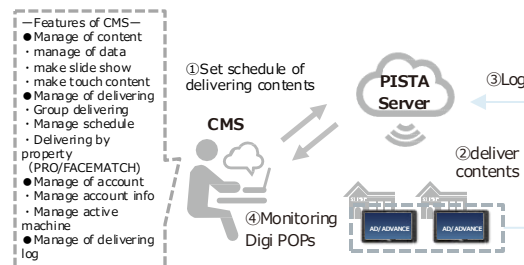 —Features of CMS—
●Manage of content
・manage of data
・make slide show
・make touch content
●Manage of delivering
・Group delivering
・Manage schedule
・Delivering by
property
（PRO/FACEMATCH）
●Manage of account
・Manage account info
・Manage active
machine
●Manage of delivering
log
①Set schedule of
delivering contents
CMS
④Monitoring
Digi POPs
PISTA
Server
③Log
②deliver
contents
AD/ADVANCE
AD/ADVANCE